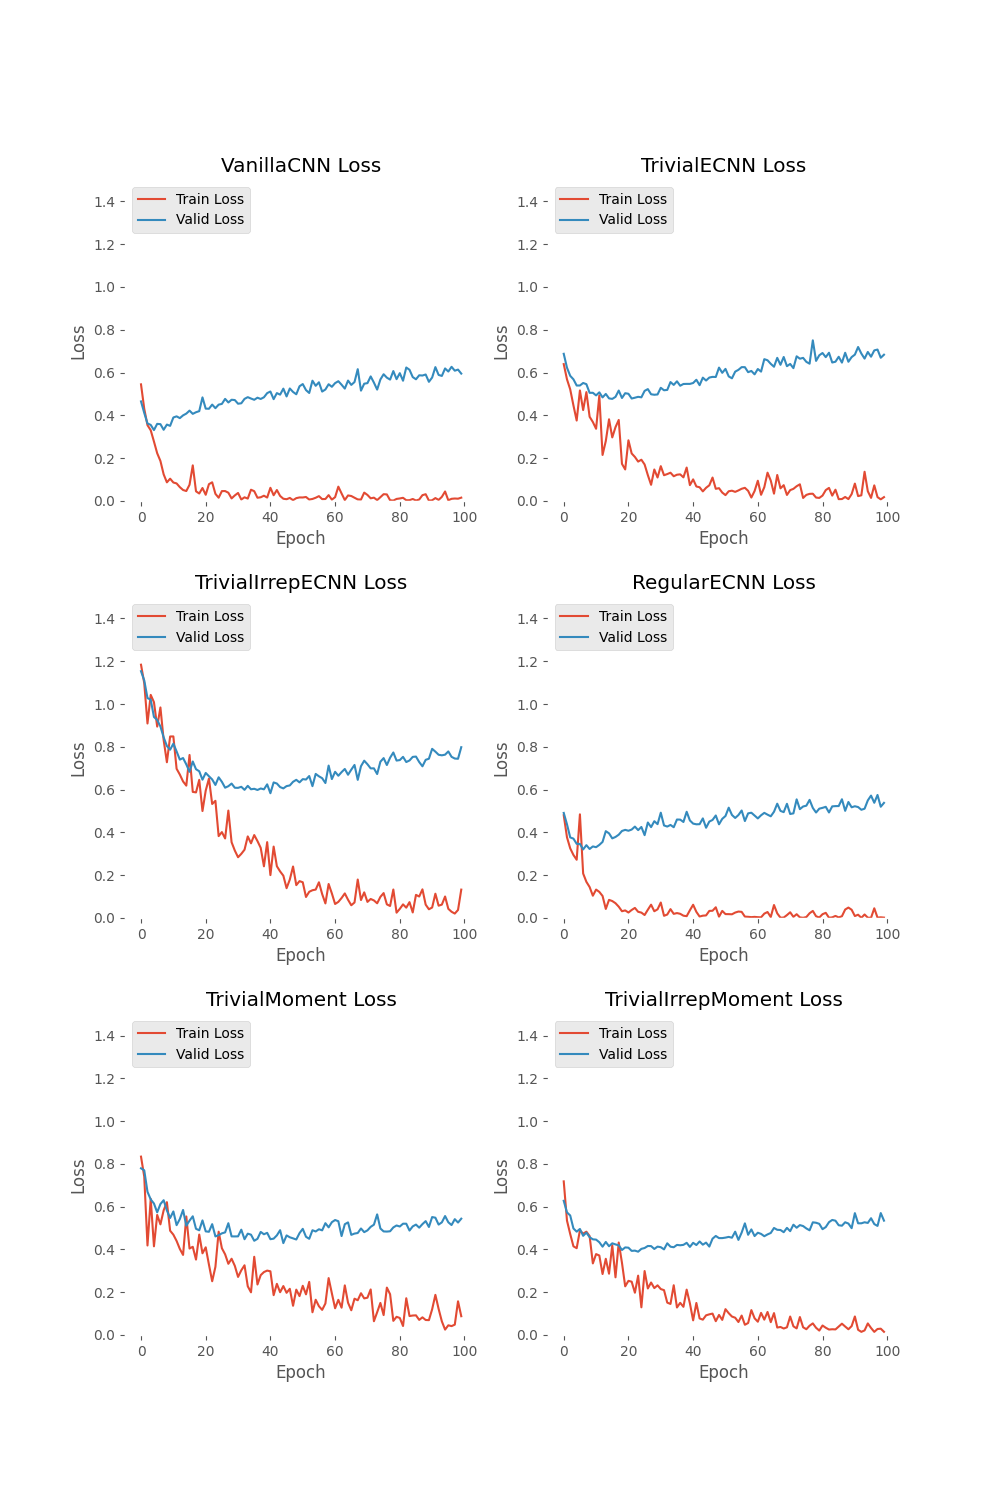 VanillaCNN Loss
Train Loss
Valid Loss
1.4
1.2
1.0
0.8
0.6
0.4
0.2
0.0
Loss
0 20 40 60 80 100
Epoch
TrivialECNN Loss
Train Loss
Valid Loss
1.4
1.2
1.0
0.8
0.6
0.4
0.2
0.0
Loss
0 20 40 60 80 100
Epoch
TrivialIrrepECNN Loss
Train Loss
Valid Loss
1.4
1.2
1.0
0.8
0.6
0.4
0.2
0.0
Loss
0 20 40 60 80 100
Epoch
RegularECNN Loss
Train Loss
Valid Loss
1.4
1.2
1.0
0.8
0.6
0.4
0.2
0.0
Loss
0 20 40 60 80 100
Epoch
TrivialMoment Loss
Train Loss
Valid Loss
1.4
1.2
1.0
0.8
0.6
0.4
0.2
0.0
Loss
0 20 40 60 80 100
Epoch
TrivialIrrepMoment Loss
Train Loss
Valid Loss
1.4
1.2
1.0
0.8
0.6
0.4
0.2
0.0
Loss
0 20 40 60 80 100
Epoch